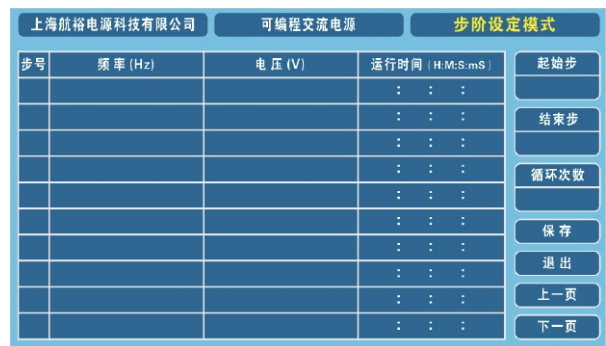 上海航裕电源科技有限公司 可编程交流电源 步阶设定模式
步号 频率(Hz) 电压(V) 运行时间(H:M:S:mS) 起始步
: : :
: : : 结束步
: : :
: : : 循环次数
: : :
: : : 保存
: : :
: : : 退出
: : : 上一页
: : : 下一页